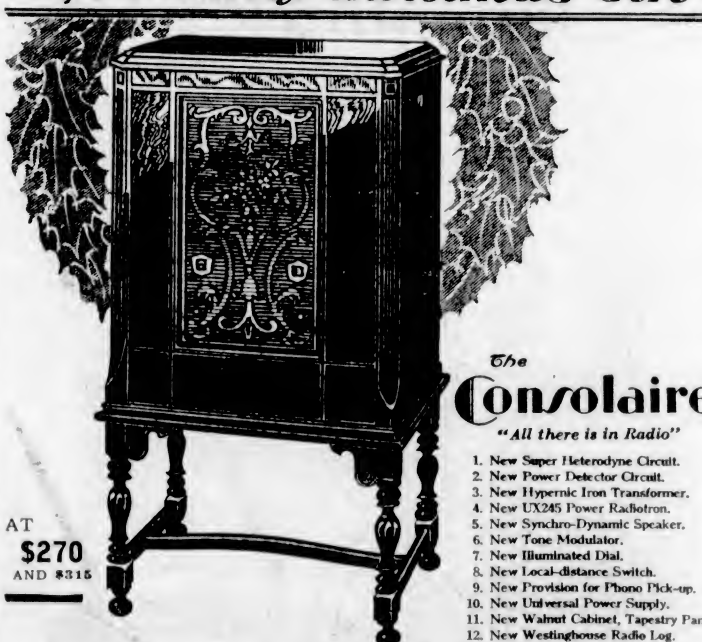 The
Consolaire
"All there is in Radio"
1. New Super Heterodyne Circuit.
2. New Power Detector Circuit.
3. New Hypernic Iron Transformer.
4. New UX245 Power Radiotron.
5. New Synchro-Dynamic Speaker.
6. New Tone Modulator.
7. New Illuminated Dial.
8. New Local-distance Switch.
9. New Provision for Phono Pick-up.
10. New Universal Power Supply.
11. New Walnut Cabinet, Tapestry Pan
12. New Westinghouse Radio Log.
AT
$270
AND $315